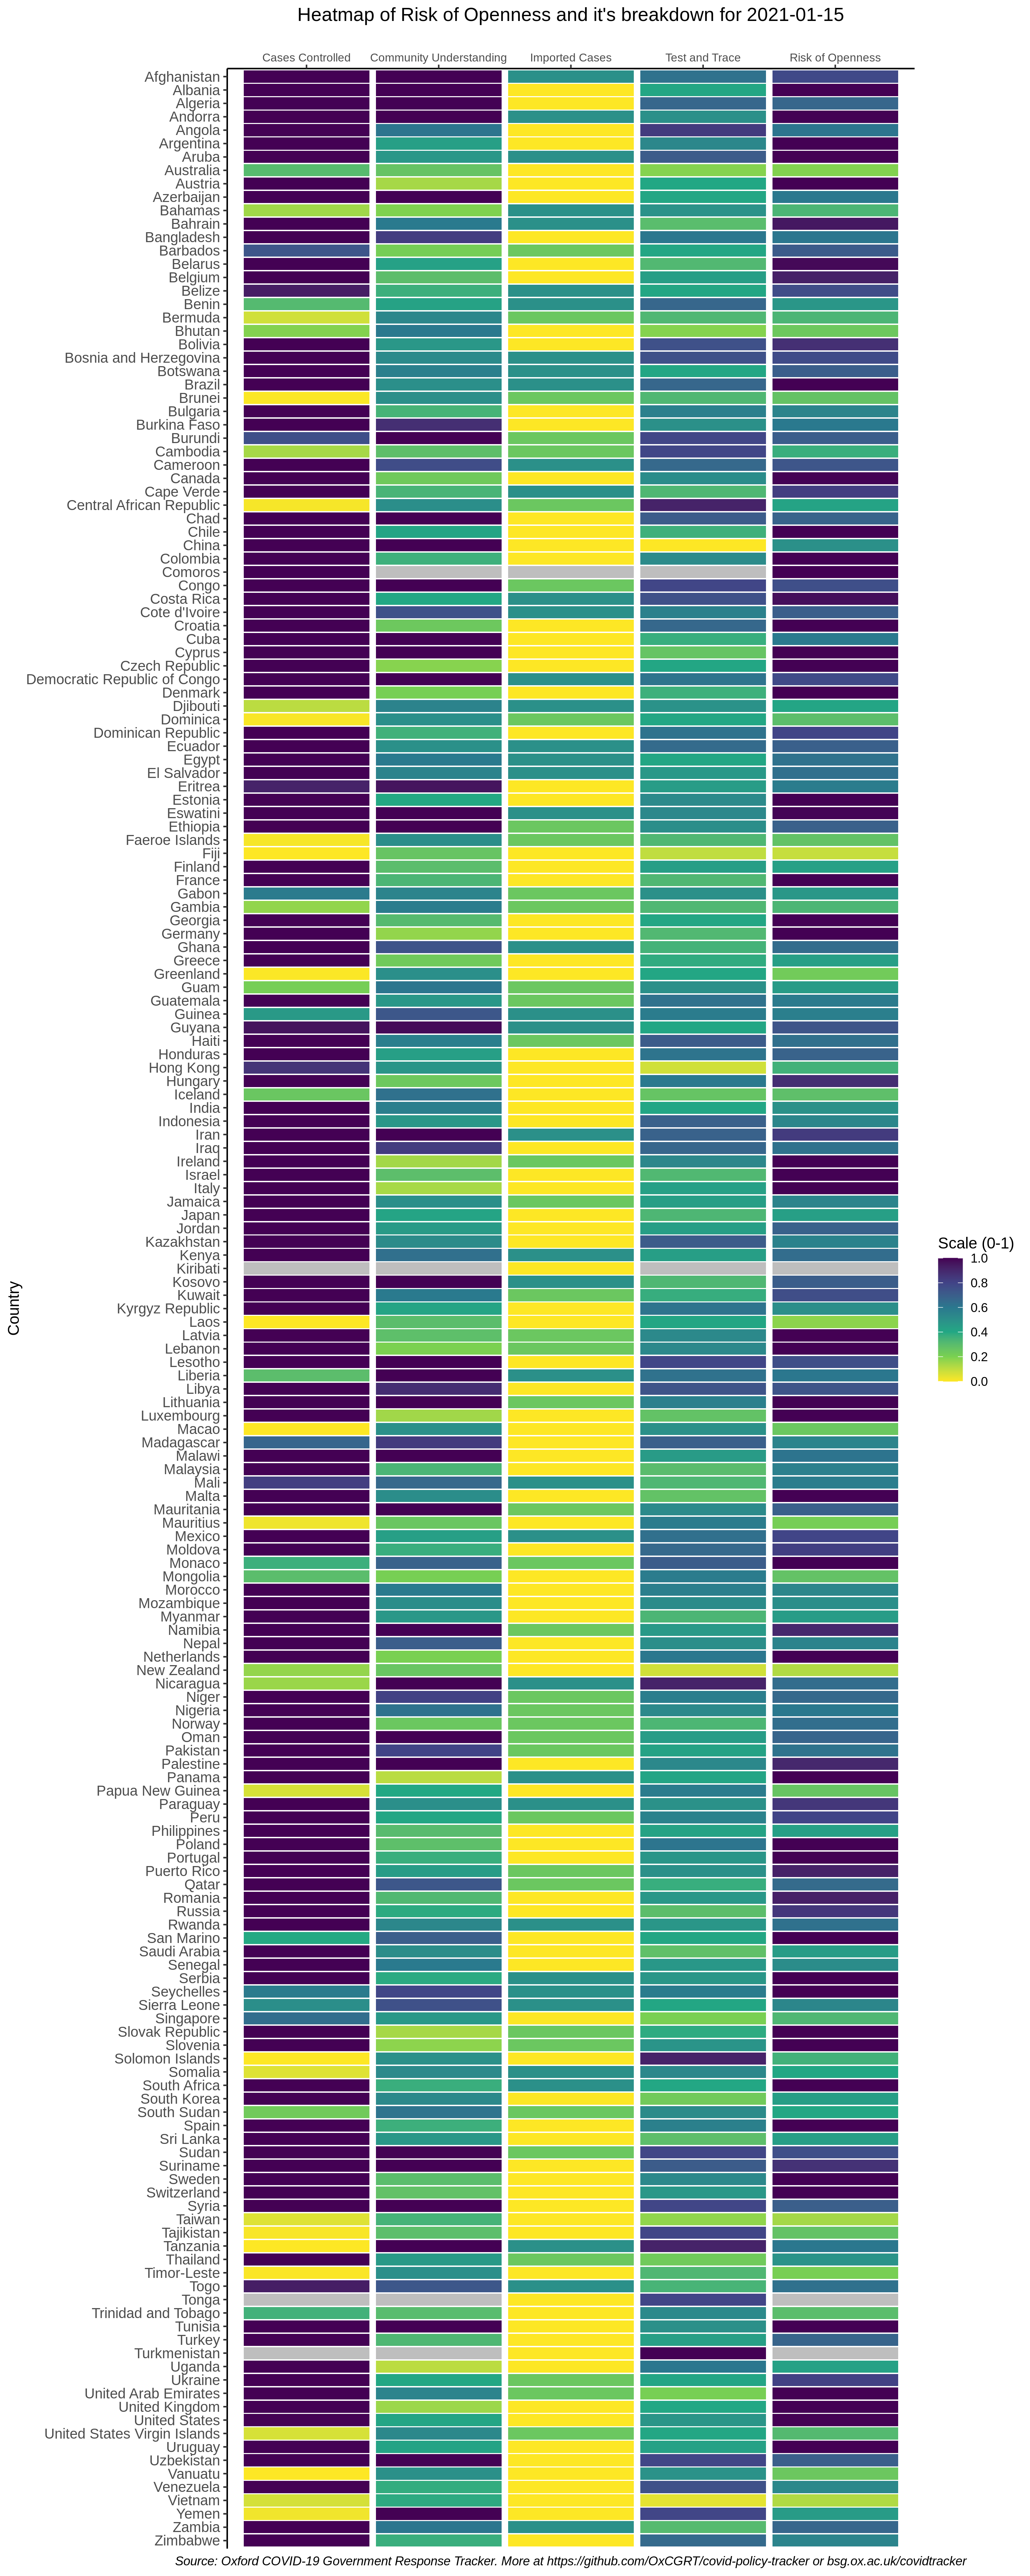 Heatmap of Risk of Openness and it's breakdown for 2021-01-15
Cases Controlled Community Understanding Imported Cases Test and Trace Risk of Openness
Afghanistan
Albania
Algeria
Andorra
Angola
Argentina
Aruba
Australia
Austria
Azerbaijan
Bahamas
Bahrain
Bangladesh
Barbados
Belarus
Belgium
Belize
Benin
Bermuda
Bhutan
Bolivia
Bosnia and Herzegovina
Botswana
Brazil
Brunei
Bulgaria
Burkina Faso
Burundi
Cambodia
Cameroon
Canada
Cape Verde
Central African Republic
Chad
Chile
China
Colombia
Comoros
Congo
Costa Rica
Cote d'Ivoire
Croatia
Cuba
Cyprus
Czech Republic
Democratic Republic of Congo
Denmark
Djibouti
Dominica
Dominican Republic
Ecuador
Egypt
El Salvador
Eritrea
Estonia
Eswatini
Ethiopia
Faeroe Islands
Fiji
Finland
France
Gabon
Gambia
Georgia
Germany
Ghana
Greece
Greenland
Guam
Guatemala
Guinea
Guyana
Haiti
Honduras
Hong Kong
Hungary
Iceland
India
Indonesia
Iran
Iraq
Ireland
Israel
Italy
Jamaica
Japan
Jordan
Kazakhstan
Kenya
Kiribati
Kosovo
Kuwait
Kyrgyz Republic
Laos
Latvia
Lebanon
Lesotho
Liberia
Libya
Lithuania
Luxembourg
Macao
Madagascar
Malawi
Malaysia
Mali
Malta
Mauritania
Mauritius
Mexico
Moldova
Monaco
Mongolia
Morocco
Mozambique
Myanmar
Namibia
Nepal
Netherlands
New Zealand
Nicaragua
Niger
Nigeria
Norway
Oman
Pakistan
Palestine
Panama
Papua New Guinea
Paraguay
Peru
Philippines
Poland
Portugal
Puerto Rico
Qatar
Romania
Russia
Rwanda
San Marino
Saudi Arabia
Senegal
Serbia
Seychelles
Sierra Leone
Singapore
Slovak Republic
Slovenia
Solomon Islands
Somalia
South Africa
South Korea
South Sudan
Spain
Sri Lanka
Sudan
Suriname
Sweden
Switzerland
Syria
Taiwan
Tajikistan
Tanzania
Thailand
Timor-Leste
Togo
Tonga
Trinidad and Tobago
Tunisia
Turkey
Turkmenistan
Uganda
Ukraine
United Arab Emirates
United Kingdom
United States
United States Virgin Islands
Uruguay
Uzbekistan
Vanuatu
Venezuela
Vietnam
Yemen
Zambia
Zimbabwe
Country
Scale (0-1)
1.0
0.8
0.6
0.4
0.2
0.0
Source: Oxford COVID-19 Government Response Tracker. More at https://github.com/OxCGRT/covid-policy-tracker or bsg.ox.ac.uk/covidtracker